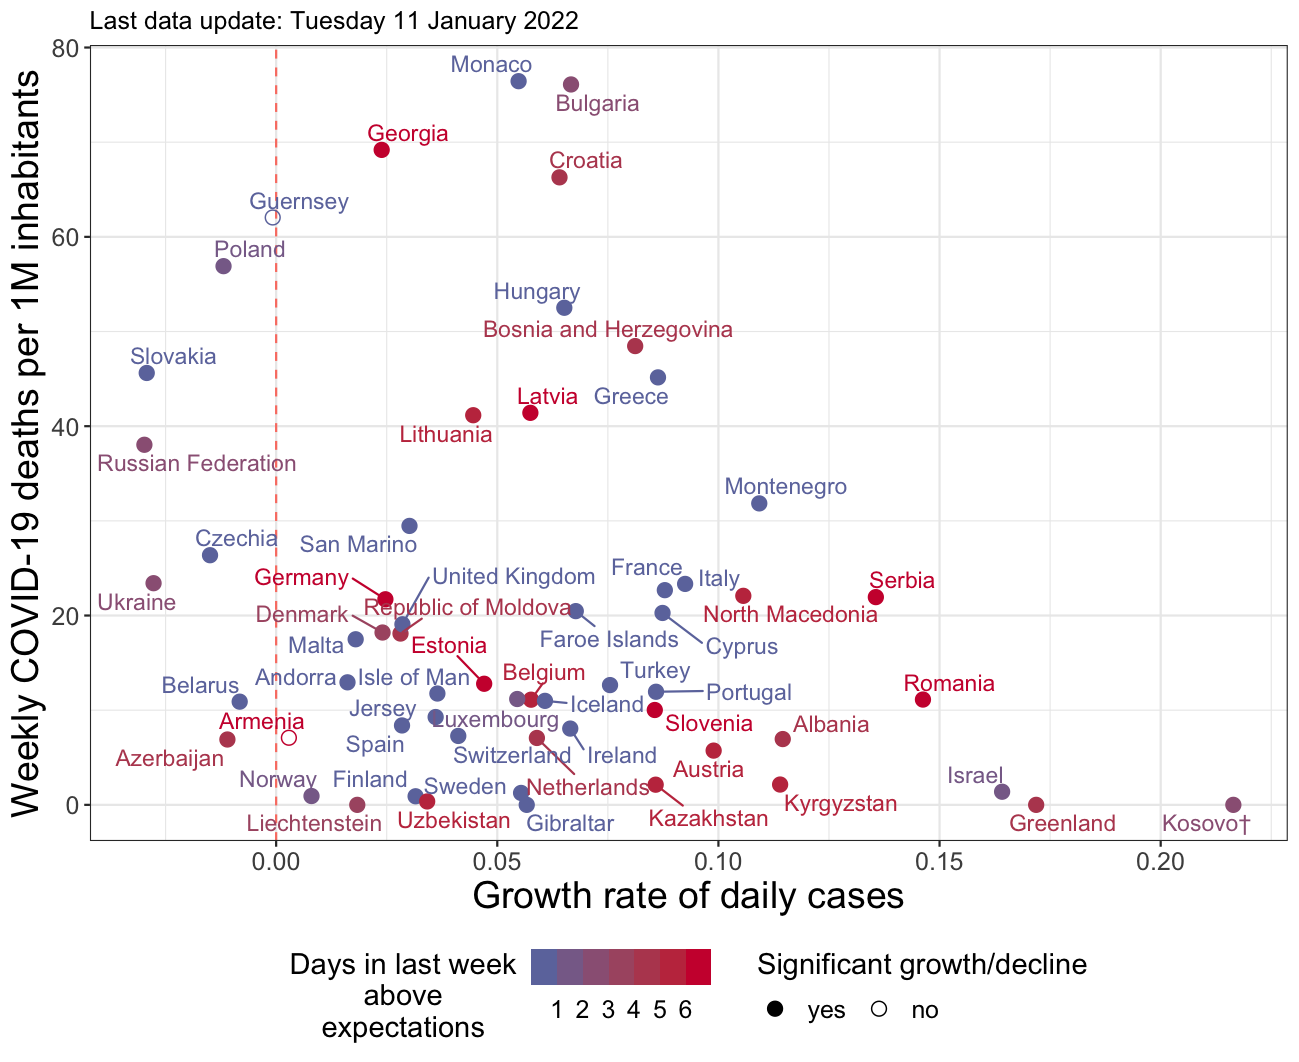 Last data update: Tuesday 11 January 2022
Weekly COVID-19 deaths per 1M inhabitants
80
60
40
20
0
Monaco
Bulgaria
Georgia
Croatia
Guernsey
Poland
Hungary
Bosnia and Herzegovina
Slovakia
Greece
Latvia
Lithuania
Russian Federation
Montenegro
Czechia
San Marino
Germany
United Kingdom
France
Italy
Serbia
Ukraine
Denmark
Republic of Moldova
North Macedonia
Malta
Estonia
Faroe Islands
Cyprus
Belarus
Andorra
Isle of Man
Belgium
Turkey
Portugal
Romania
Armenia
Jersey
Luxembourg
Iceland
Slovenia
Albania
Azerbaijan
Spain
Switzerland
Ireland
Austria
Norway
Finland
Sweden
Netherlands
Israel
Liechtenstein
Uzbekistan
Gibraltar
Kazakhstan
Kyrgyzstan
Greenland
Kosovo†
0.00
0.05
0.10
0.15
0.20
Growth rate of daily cases
Days in last week
above
expectations
1 2 3 4 5 6
Significant growth/decline
yes
no